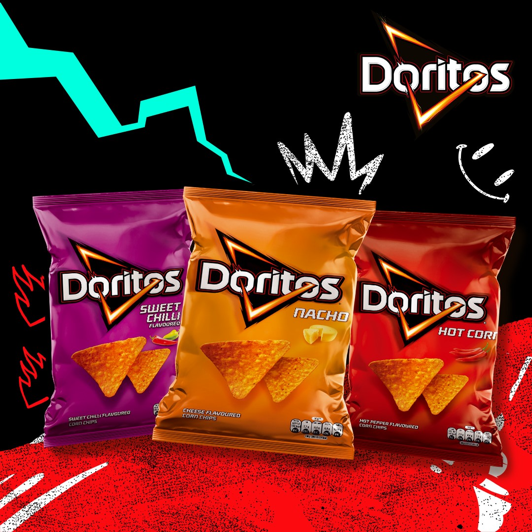 Doritos
Doritos
SWEET
CHILLI
FLAVOURED
SWEET CHILLI FLAVOURED
CORN CHIPS
Doritos
NACHO
CHEESE FLAVOURED
CORN CHIPS
Doritos
HOT COR
HOT PEPPER FLAVOURED
CORN CHIPS